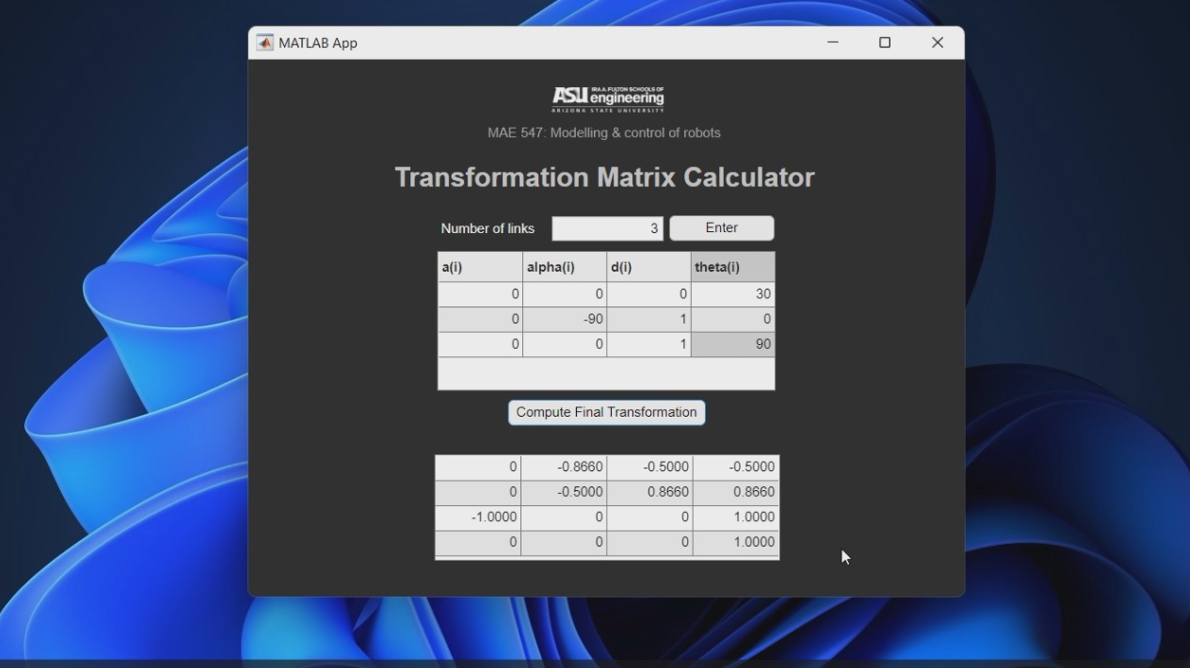 MATLAB App
ASU IRA A. FULTON SCHOOLS OF engineering
ARIZONA STATE UNIVERSITY
MAE 547: Modelling & control of robots
Transformation Matrix Calculator
Number of links 3 Enter
a(i) alpha(i) d(i) theta(i)
0 0 0 30
0 -90 1 0
0 0 1 90
Compute Final Transformation
0 -0.8660 -0.5000 -0.5000
0 -0.5000 0.8660 0.8660
-1.0000 0 0 1.0000
0 0 0 1.0000